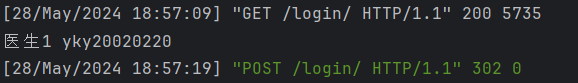 [28/May/2024 18:57:09] "GET /login/ HTTP/1.1" 200 5735
医生1 yky20020220
[28/May/2024 18:57:19] "POST /login/ HTTP/1.1" 302 0